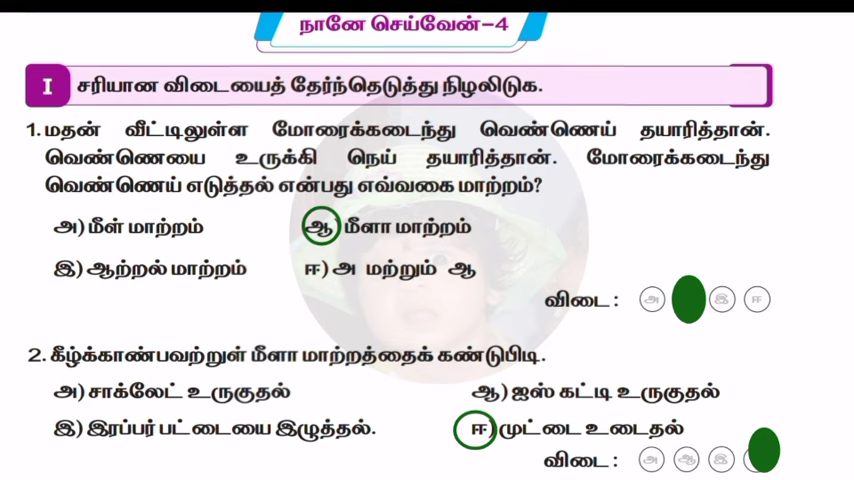 நானே செய்வேன்-4
I சரியான விடையைத் தேர்ந்தெடுத்து நிழலிடுக.
1. மதன் வீட்டிலுள்ள மோரைக்கடைந்து வெண்ணெய் தயாரித்தான்.
வெண்ணெயை உருக்கி நெய் தயாரித்தான். மோரைக்கடைந்து
வெண்ணெய் எடுத்தல் என்பது எவ்வகை மாற்றம்?
அ) மீள் மாற்றம் ஆ) மீளா மாற்றம்
இ) ஆற்றல் மாற்றம் ஈ) அ மற்றும் ஆ
விடை : அ இ ஈ
2. கீழ்க்காண்பவற்றுள் மீளா மாற்றத்தைக் கண்டுபிடி.
அ) சாக்லேட் உருகுதல் ஆ) ஐஸ் கட்டி உருகுதல்
இ) இரப்பர் பட்டையை இழுத்தல். ஈ) முட்டை உடைதல்
விடை : அ ஆ இ